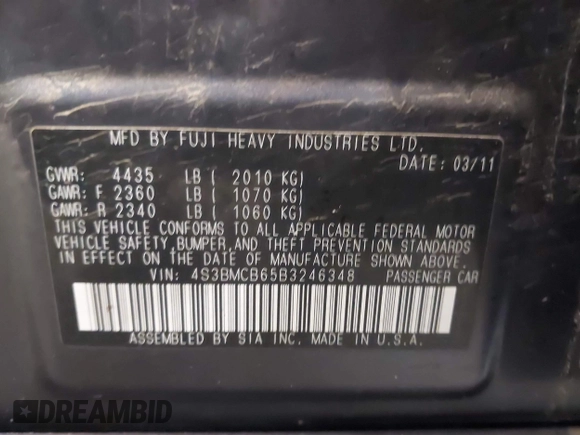 MFD BY FUJI HEAVY INDUSTRIES LTD.
DATE: 03/11
GVWR: 4435 LB ( 2010 KG)
GAWR: F 2360 LB ( 1070 KG)
GAWR: R 2340 LB ( 1060 KG)
THIS VEHICLE CONFORMS TO ALL APPLICABLE FEDERAL MOTOR
VEHICLE SAFETY,BUMPER,AND THEFT PREVENTION STANDARDS
IN EFFECT ON THE DATE OF MANUFACTURE SHOWN ABOVE.
VIN: 4S3BMCB65B3246348 PASSENGER CAR
ASSEMBLED BY SIA INC. MADE IN U.S.A.
DREAMBID